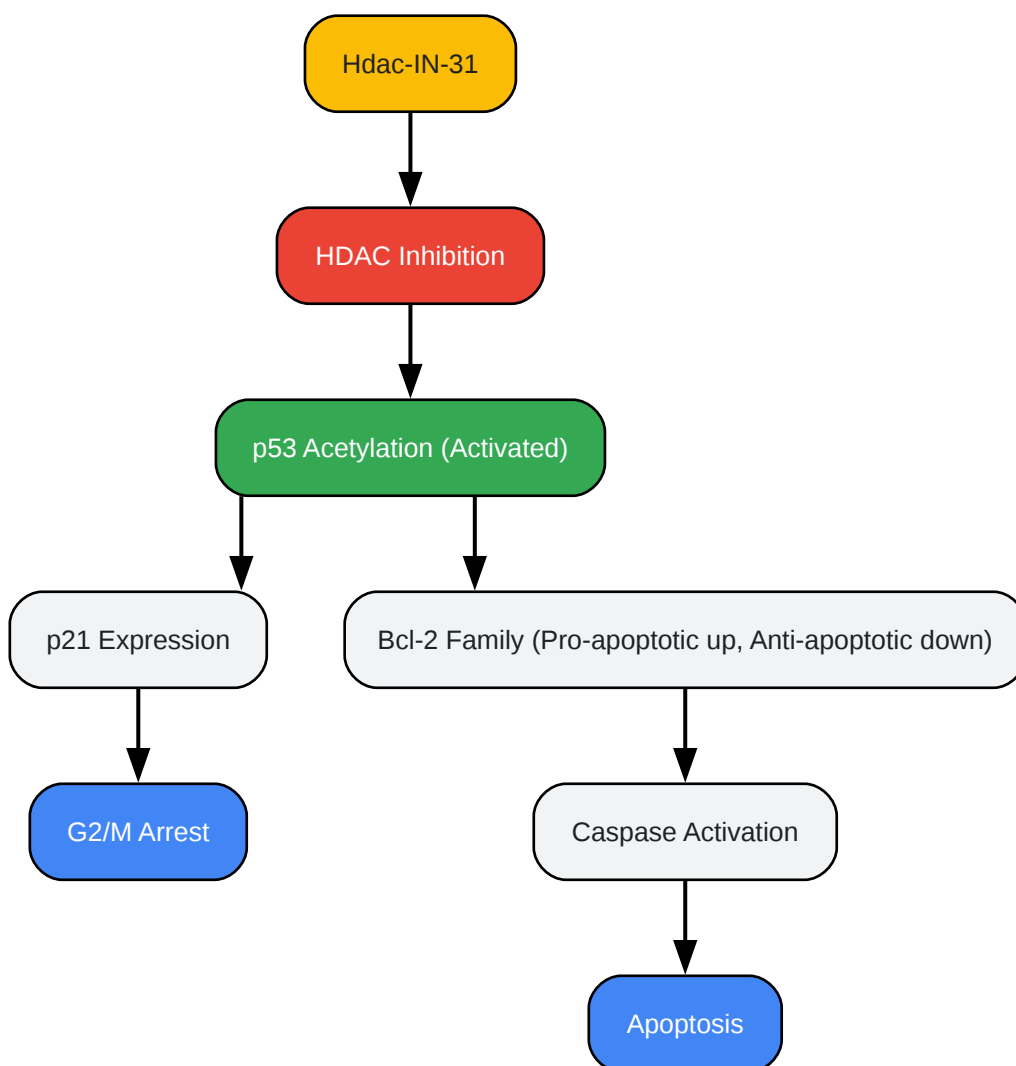 Hdac-IN-31
HDAC Inhibition
p53 Acetylation (Activated)
p21 Expression
Bcl-2 Family (Pro-apoptotic up, Anti-apoptotic down)
G2/M Arrest
Caspase Activation
Apoptosis